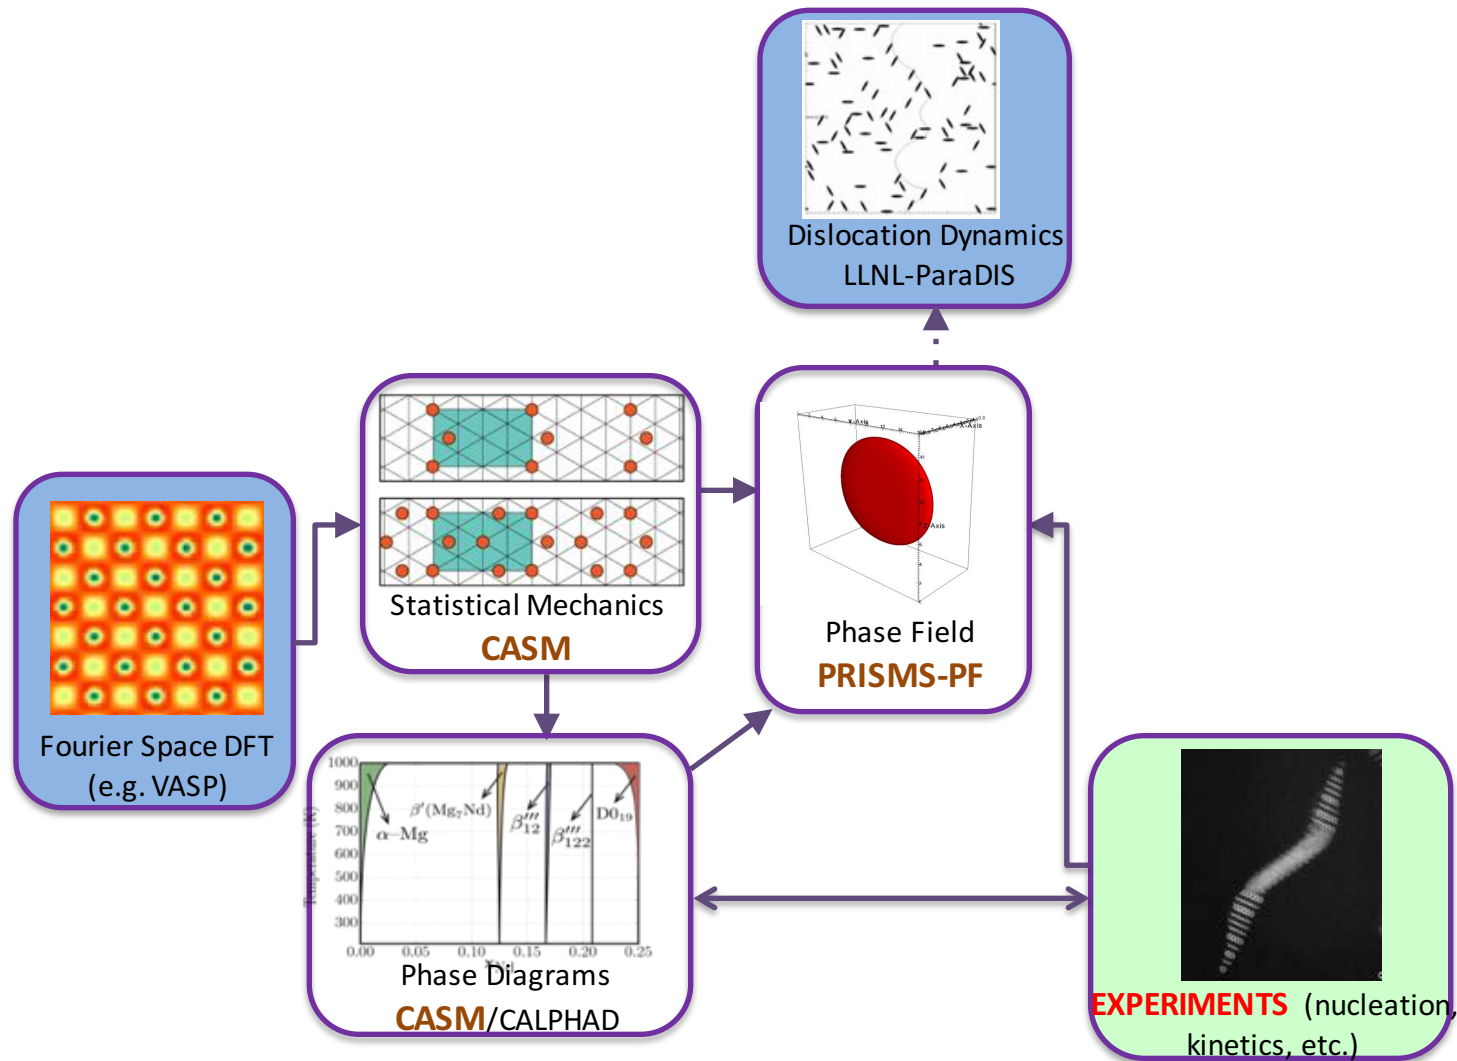 Dislocation Dynamics
LLNL-ParaDIS
Statistical Mechanics
CASM
X-Axis
Phase Field
PRISMS-PF
Fourier Space DFT
(e.g. VASP)
Temperature (K)
1000
900
800
700
600
500
400
300
α–Mg
β′(Mg₇Nd)
β‴₁₂
β‴₁₂₂
D0₁₉
0.00 0.05 0.10 0.15 0.20 0.25
Phase Diagrams
CASM/CALPHAD
EXPERIMENTS (nucleation,
kinetics, etc.)